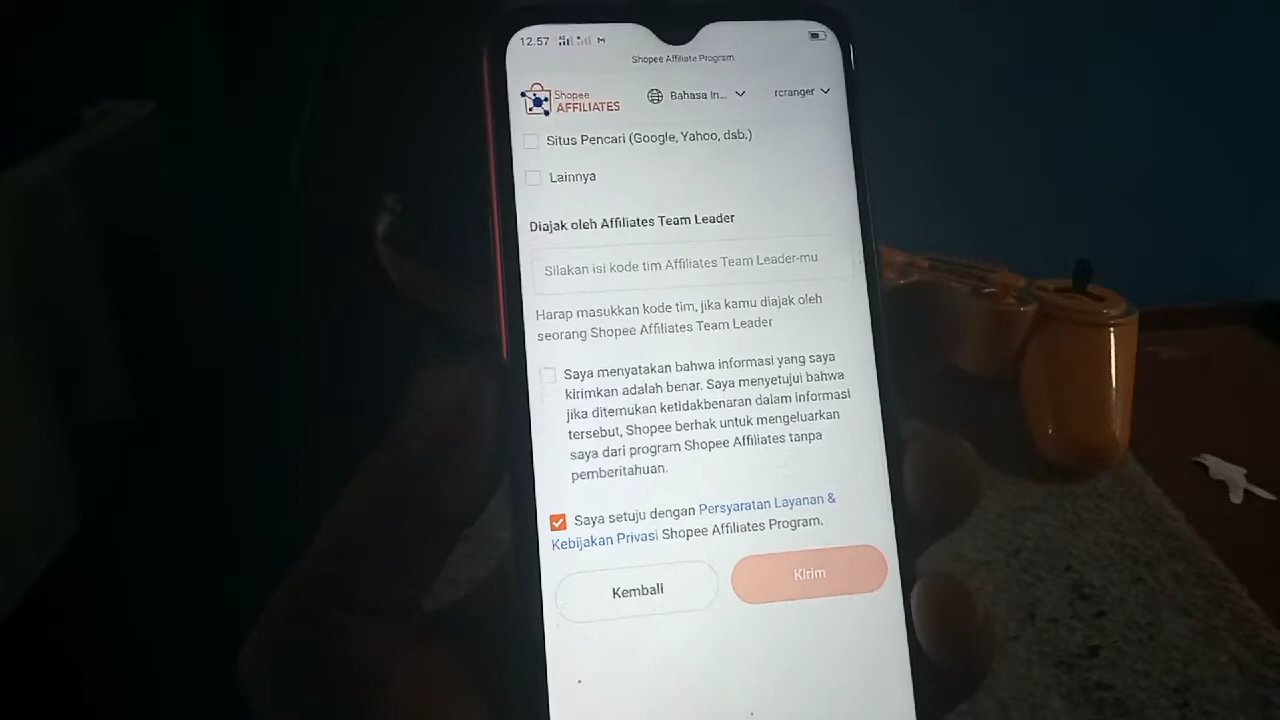 12.57
Shopee Affiliate Program
Shopee
AFFILIATES
Bahasa In...
rcranger
Situs Pencari (Google, Yahoo, dsb.)
Lainnya
Diajak oleh Affiliates Team Leader
Silakan isi kode tim Affiliates Team Leader-mu
Harap masukkan kode tim, jika kamu diajak oleh
seorang Shopee Affiliates Team Leader
Saya menyatakan bahwa informasi yang saya
kirimkan adalah benar. Saya menyetujui bahwa
jika ditemukan ketidakbenaran dalam informasi
tersebut, Shopee berhak untuk mengeluarkan
saya dari program Shopee Affiliates tanpa
pemberitahuan.
Saya setuju dengan Persyaratan Layanan &
Kebijakan Privasi Shopee Affiliates Program.
Kembali
Kirim